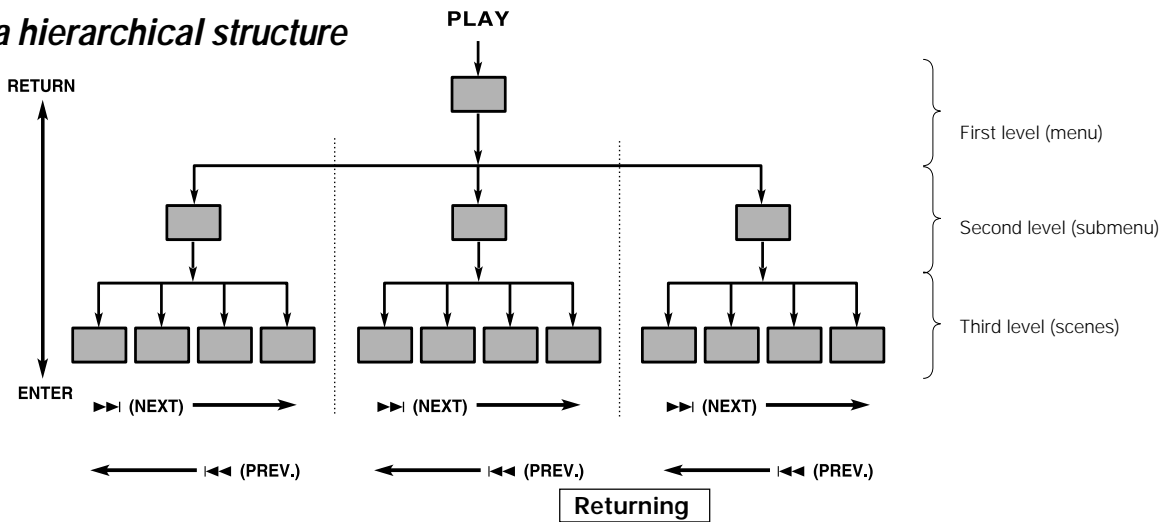 PLAY
a hierarchical structure
RETURN
First level (menu)
Second level (submenu)
Third level (scenes)
ENTER
►►| (NEXT) ►►| (NEXT) ►►| (NEXT)
|◄◄ (PREV.) |◄◄ (PREV.) |◄◄ (PREV.)
Returning